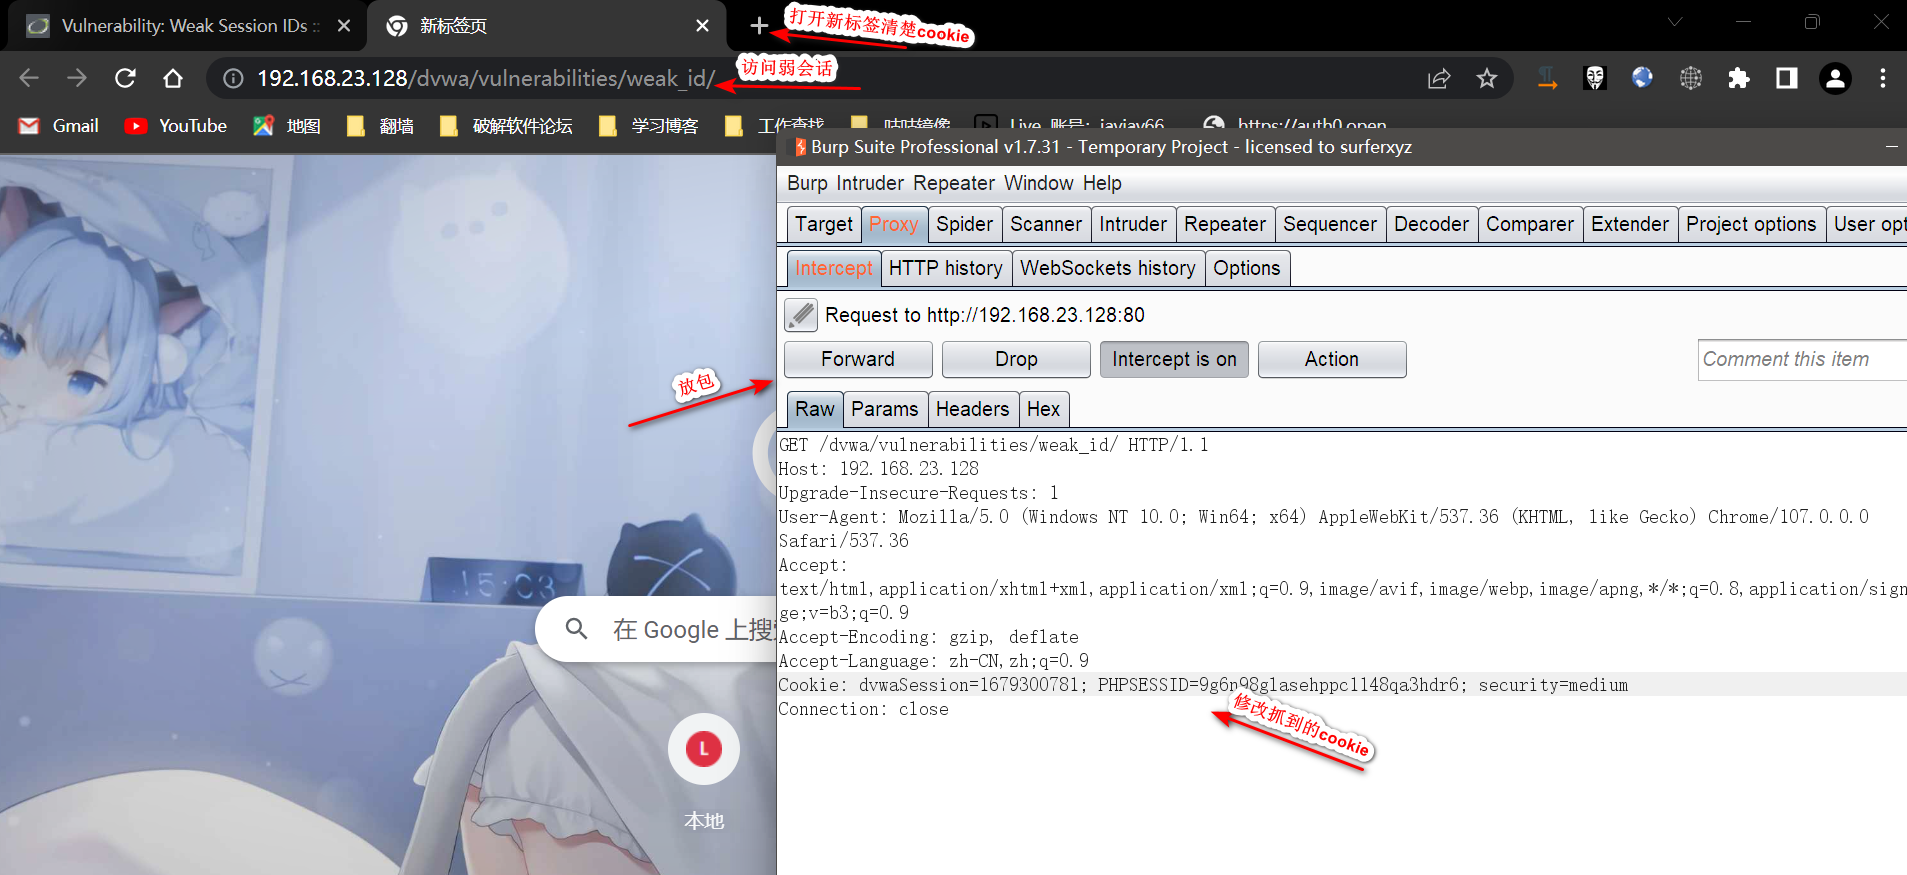 Vulnerability: Weak Session IDs ::
新标签页
打开新标签清楚cookie
192.168.23.128/dvwa/vulnerabilities/weak_id/
访问弱会话
Gmail
YouTube
地图
翻墙
破解软件论坛
学习博客
工作查找
咕咕镜像
Live
https://auth0.open
Burp Suite Professional v1.7.31 - Temporary Project - licensed to surferxyz
Burp Intruder Repeater Window Help
Target Proxy Spider Scanner Intruder Repeater Sequencer Decoder Comparer Extender Project options User opt
Intercept HTTP history WebSockets history Options
Request to http://192.168.23.128:80
Forward Drop Intercept is on Action Comment this item
放包
Raw Params Headers Hex
GET /dvwa/vulnerabilities/weak_id/ HTTP/1.1
Host: 192.168.23.128
Upgrade-Insecure-Requests: 1
User-Agent: Mozilla/5.0 (Windows NT 10.0; Win64; x64) AppleWebKit/537.36 (KHTML, like Gecko) Chrome/107.0.0.0
Safari/537.36
Accept:
text/html,application/xhtml+xml,application/xml;q=0.9,image/avif,image/webp,image/apng,*/*;q=0.8,application/sign
ge;v=b3;q=0.9
Accept-Encoding: gzip, deflate
Accept-Language: zh-CN,zh;q=0.9
Cookie: dvwaSession=1679300781; PHPSESSID=9g6n98glasehppc1148qa3hdr6; security=medium
Connection: close
修改抓到的cookie
15:03
在 Google 上搜索
L
本地